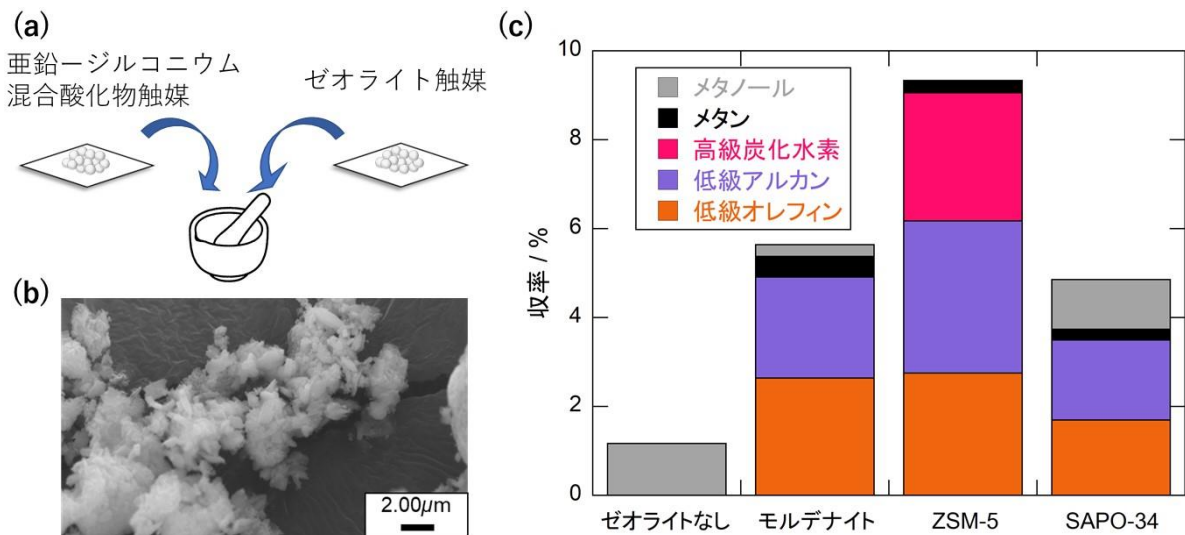 (a)
亜鉛ージルコニウム
混合酸化物触媒
ゼオライト触媒
(b)
2.00μm
(c)
10
8
6
4
2
0
収率 / %
メタノール
メタン
高級炭化水素
低級アルカン
低級オレフィン
ゼオライトなし
モルデナイト
ZSM-5
SAPO-34